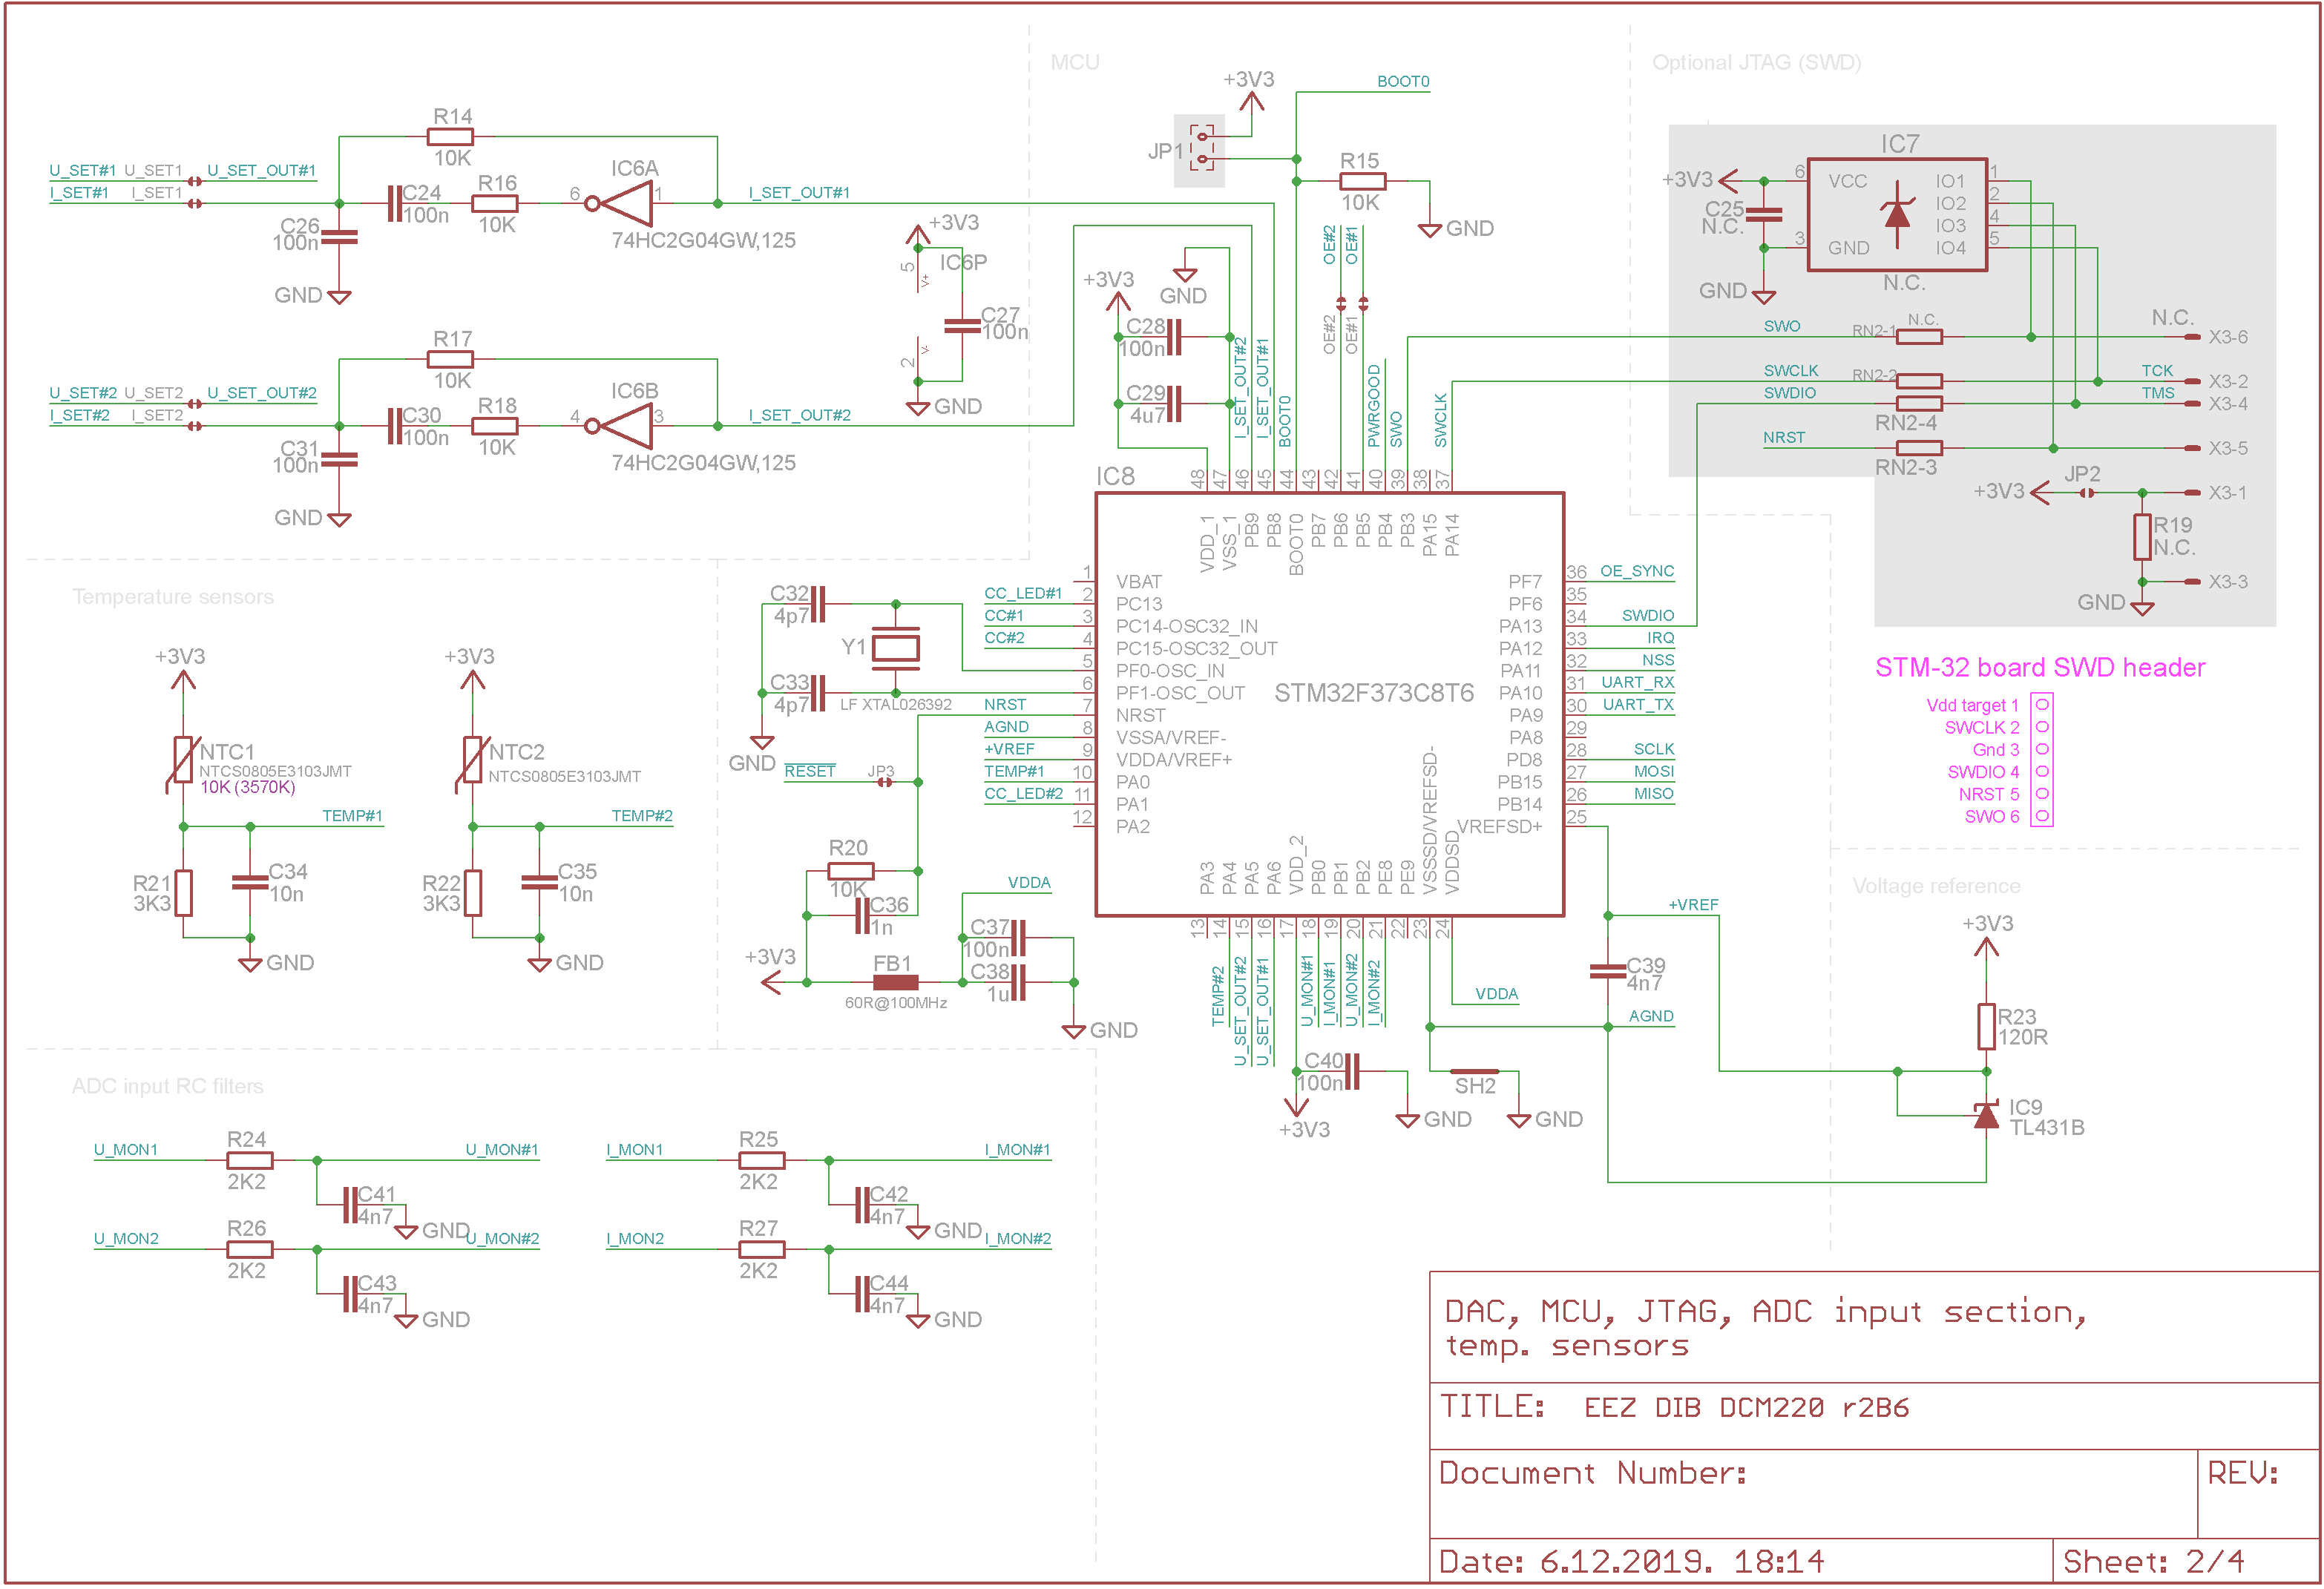 MCU
Optional JTAG (SWD)
R14
10K
U_SET#1 U_SET1 U_SET_OUT#1
I_SET#1 I_SET1
C24
100n
R16
10K
IC6A
6
1
74HC2G04GW,125
I_SET_OUT#1
C26
100n
GND
+3V3
IC6P
5
V+
2
V-
C27
100n
GND
R17
10K
U_SET#2 U_SET2 U_SET_OUT#2
I_SET#2 I_SET2
C30
100n
R18
10K
IC6B
4
3
74HC2G04GW,125
I_SET_OUT#2
C31
100n
GND
+3V3
JP1
BOOT0
R15
10K
GND
+3V3
GND
C28
100n
C29
4u7
I_SET_OUT#2
I_SET_OUT#1
BOOT0
OE#2
OE#1
OE#2
OE#1
PWRGOOD
SWO
SWCLK
IC7
+3V3
C25
N.C.
GND
6
VCC
3
GND
IO1
1
IO2
2
IO3
4
IO4
5
N.C.
SWO
RN2-1
N.C.
N.C.
X3-6
SWCLK
RN2-2
TCK
X3-2
SWDIO
RN2-4
TMS
X3-4
NRST
RN2-3
X3-5
+3V3
JP2
X3-1
R19
N.C.
X3-3
GND
IC8
48 47 46 45 44 43 42 41 40 39 38 37
VDD_1
VSS_1
PB9
PB8
BOOT0
PB7
PB6
PB5
PB4
PB3
PA15
PA14
STM32F373C8T6
1 VBAT
CC_LED#1 2 PC13
CC#1 3 PC14-OSC32_IN
CC#2 4 PC15-OSC32_OUT
5 PF0-OSC_IN
6 PF1-OSC_OUT
NRST 7 NRST
AGND 8 VSSA/VREF-
+VREF 9 VDDA/VREF+
TEMP#1 10 PA0
CC_LED#2 11 PA1
12 PA2
PF7 36 OE_SYNC
PF6 35
PA13 34 SWDIO
PA12 33 IRQ
PA11 32 NSS
PA10 31 UART_RX
PA9 30 UART_TX
PA8 29
PD8 28 SCLK
PB15 27 MOSI
PB14 26 MISO
VREFSD+ 25
PA3
PA4
PA5
PA6
VDD_2
PB0
PB1
PB2
PE8
PE9
VSSSD/VREFSD-
VDDSD
13 14 15 16 17 18 19 20 21 22 23 24
TEMP#2
U_SET_OUT#2
U_SET_OUT#1
U_MON#1
I_MON#1
U_MON#2
I_MON#2
VDDA
C32
4p7
Y1
C33
4p7
LF XTAL026392
GND
RESET
JP3
R20
10K
C36
1n
VDDA
C37
100n
C38
1u
+3V3
FB1
60R@100MHz
GND
C40
100n
+3V3
GND
SH2
GND
+VREF
C39
4n7
AGND
STM-32 board SWD header
Vdd target 1
SWCLK 2
Gnd 3
SWDIO 4
NRST 5
SWO 6
Voltage reference
+3V3
R23
120R
IC9
TL431B
Temperature sensors
+3V3
NTC1
NTCS0805E3103JMT
10K (3570K)
TEMP#1
R21
3K3
C34
10n
GND
+3V3
NTC2
NTCS0805E3103JMT
TEMP#2
R22
3K3
C35
10n
GND
ADC input RC filters
U_MON1
R24
2K2
U_MON#1
C41
4n7
GND
I_MON1
R25
2K2
I_MON#1
C42
4n7
GND
U_MON2
R26
2K2
U_MON#2
C43
4n7
GND
I_MON2
R27
2K2
I_MON#2
C44
4n7
GND
DAC, MCU, JTAG, ADC input section,
temp. sensors
TITLE: EEZ DIB DCM220 r2B6
Document Number:
REV:
Date: 6.12.2019. 18:14
Sheet: 2/4